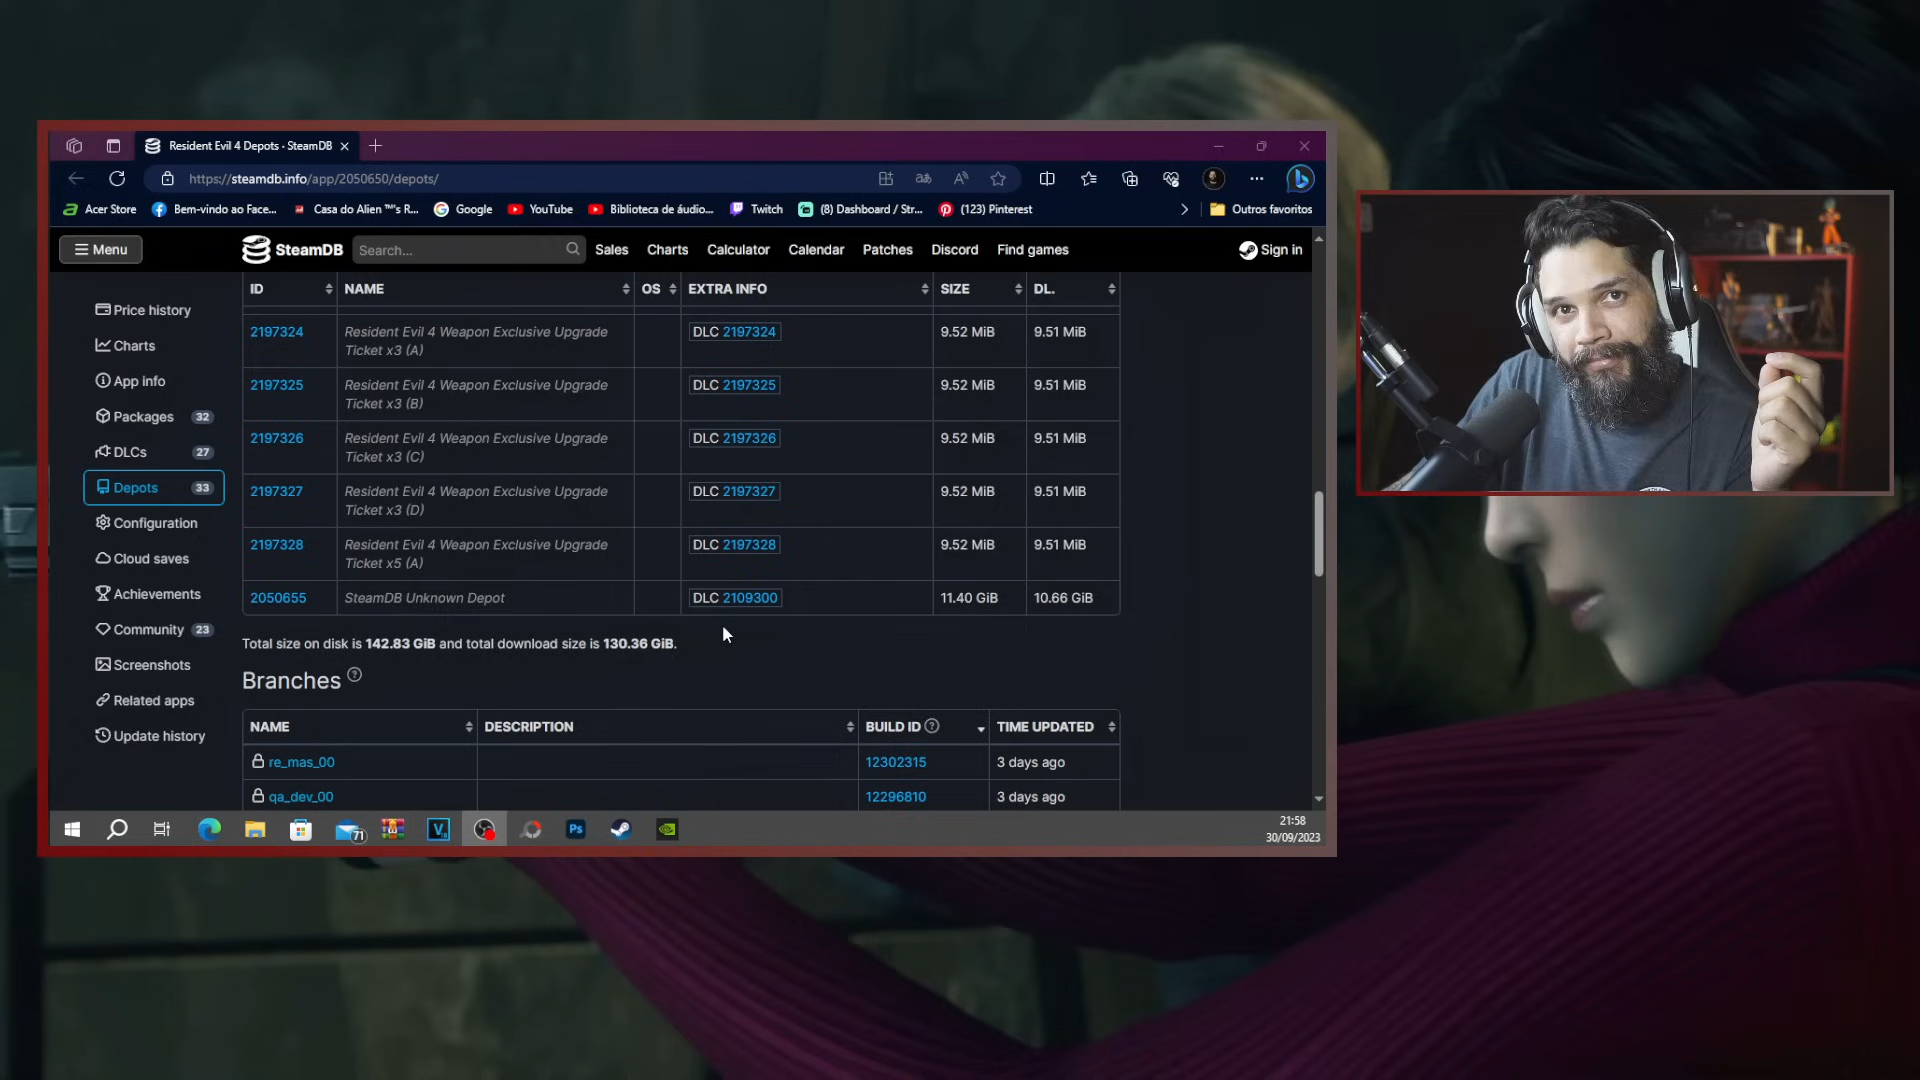 Resident Evil 4 Depots - SteamDB
https://steamdb.info/app/2050650/depots/
Acer Store
Bem-vindo ao Face...
Casa do Alien ™'s R...
Google
YouTube
Biblioteca de áudio...
Twitch
(8) Dashboard / Str...
(123) Pinterest
Outros favoritos
Menu
SteamDB
Search...
Sales
Charts
Calculator
Calendar
Patches
Discord
Find games
Sign in
Price history
Charts
App info
Packages 32
DLCs 27
Depots 33
Configuration
Cloud saves
Achievements
Community 23
Screenshots
Related apps
Update history
ID NAME OS EXTRA INFO SIZE DL.
2197324 Resident Evil 4 Weapon Exclusive Upgrade DLC 2197324 9.52 MiB 9.51 MiB
Ticket x3 (A)
2197325 Resident Evil 4 Weapon Exclusive Upgrade DLC 2197325 9.52 MiB 9.51 MiB
Ticket x3 (B)
2197326 Resident Evil 4 Weapon Exclusive Upgrade DLC 2197326 9.52 MiB 9.51 MiB
Ticket x3 (C)
2197327 Resident Evil 4 Weapon Exclusive Upgrade DLC 2197327 9.52 MiB 9.51 MiB
Ticket x3 (D)
2197328 Resident Evil 4 Weapon Exclusive Upgrade DLC 2197328 9.52 MiB 9.51 MiB
Ticket x5 (A)
2050655 SteamDB Unknown Depot DLC 2109300 11.40 GiB 10.66 GiB
Total size on disk is 142.83 GiB and total download size is 130.36 GiB.
Branches ?
NAME DESCRIPTION BUILD ID ? TIME UPDATED
re_mas_00 12302315 3 days ago
qa_dev_00 12296810 3 days ago
71
Ps
21:58
30/09/2023